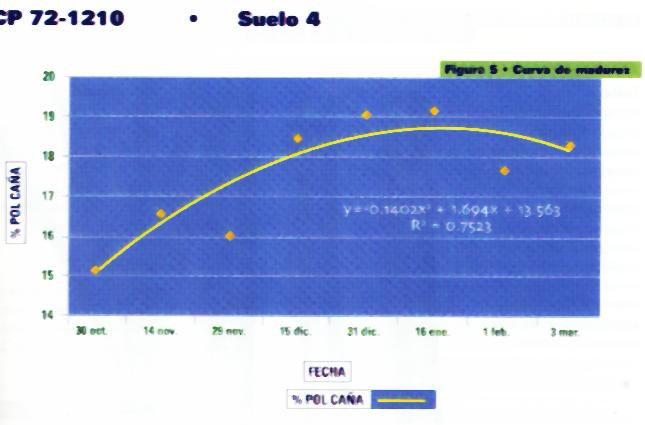 CP 72-1210 • Suelo 4
Figura 5 • Curva de madurez
20
19
18
17
16
15
14
% POL CAÑA
y=-0.1402x² + 1.694x + 13.563
R² = 0.7523
30 oct. 14 nov. 29 nov. 15 dic. 31 dic. 16 ene. 1 feb. 3 mar.
FECHA
% POL CAÑA